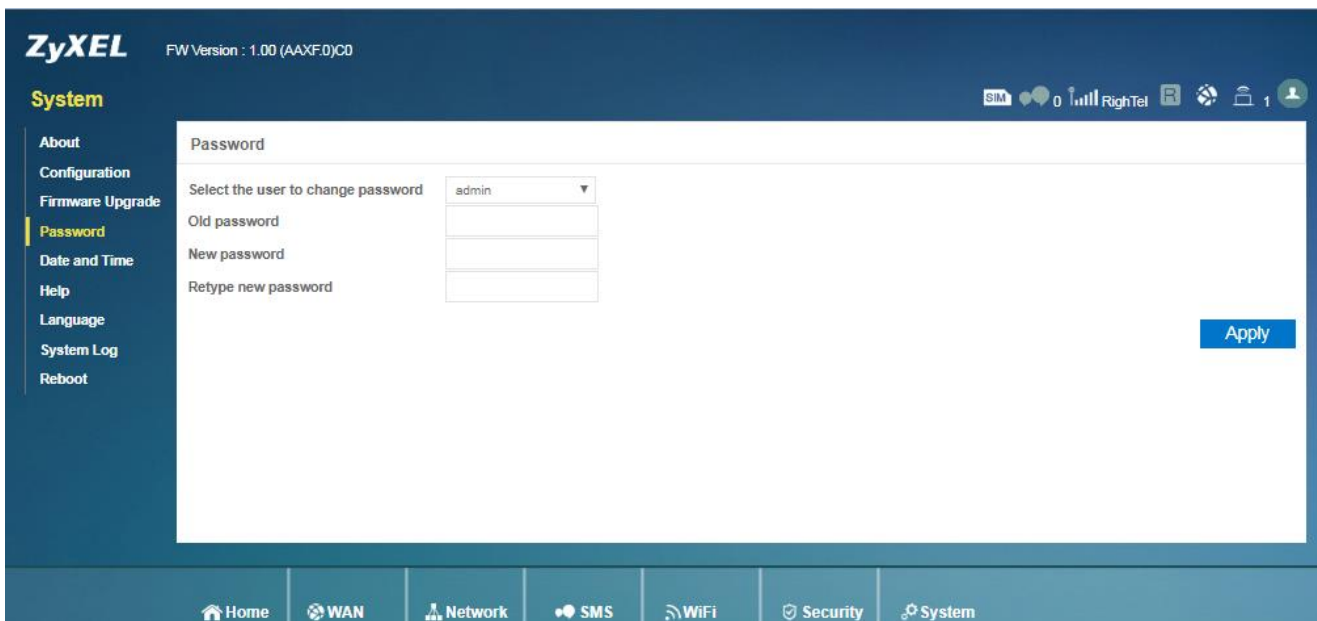 ZyXEL FW Version : 1.00 (AAXF.0)C0
System
0 RighTel R 1
SIM
About
Configuration
Firmware Upgrade
Password
Date and Time
Help
Language
System Log
Reboot
Password
Select the user to change password admin
Old password
New password
Retype new password
Apply
Home WAN Network SMS WiFi Security System